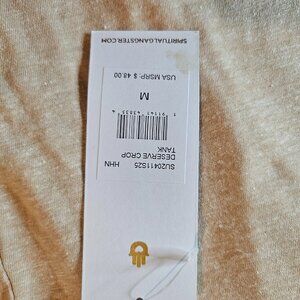 SU20411S25 HHN
DESERVE CROP
TANK
M
USA MSRP: $ 48.00
SPIRITUALGANGSTER.COM